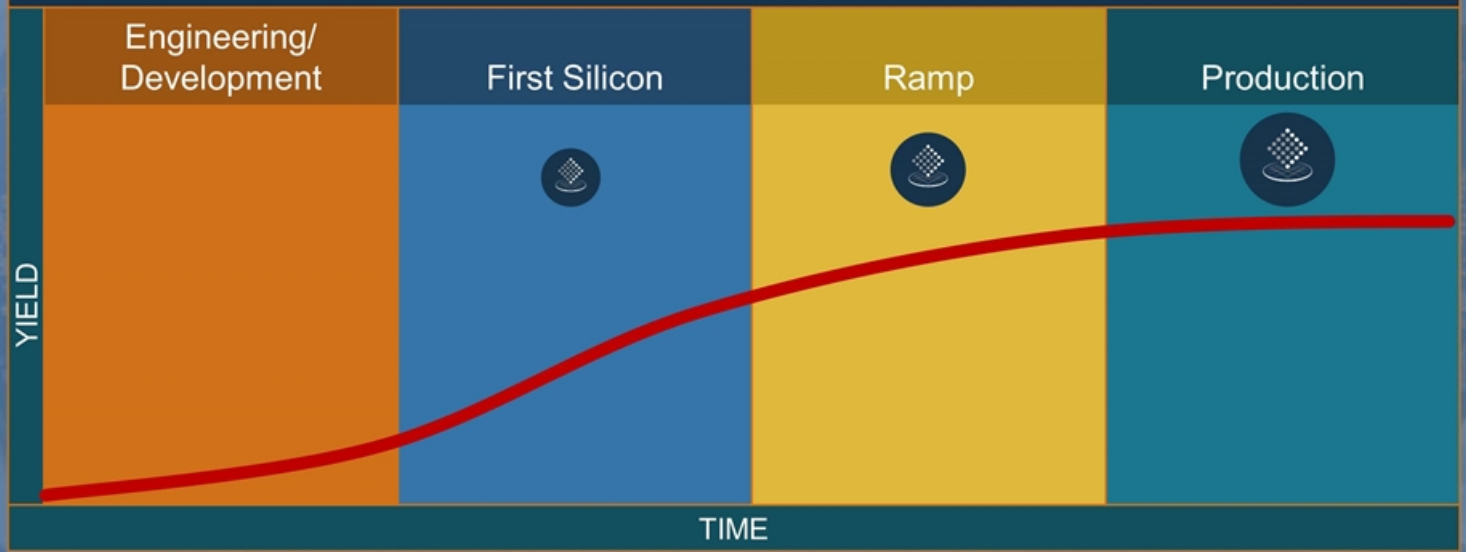 Engineering/
Development
First Silicon
Ramp
Production
YIELD
TIME